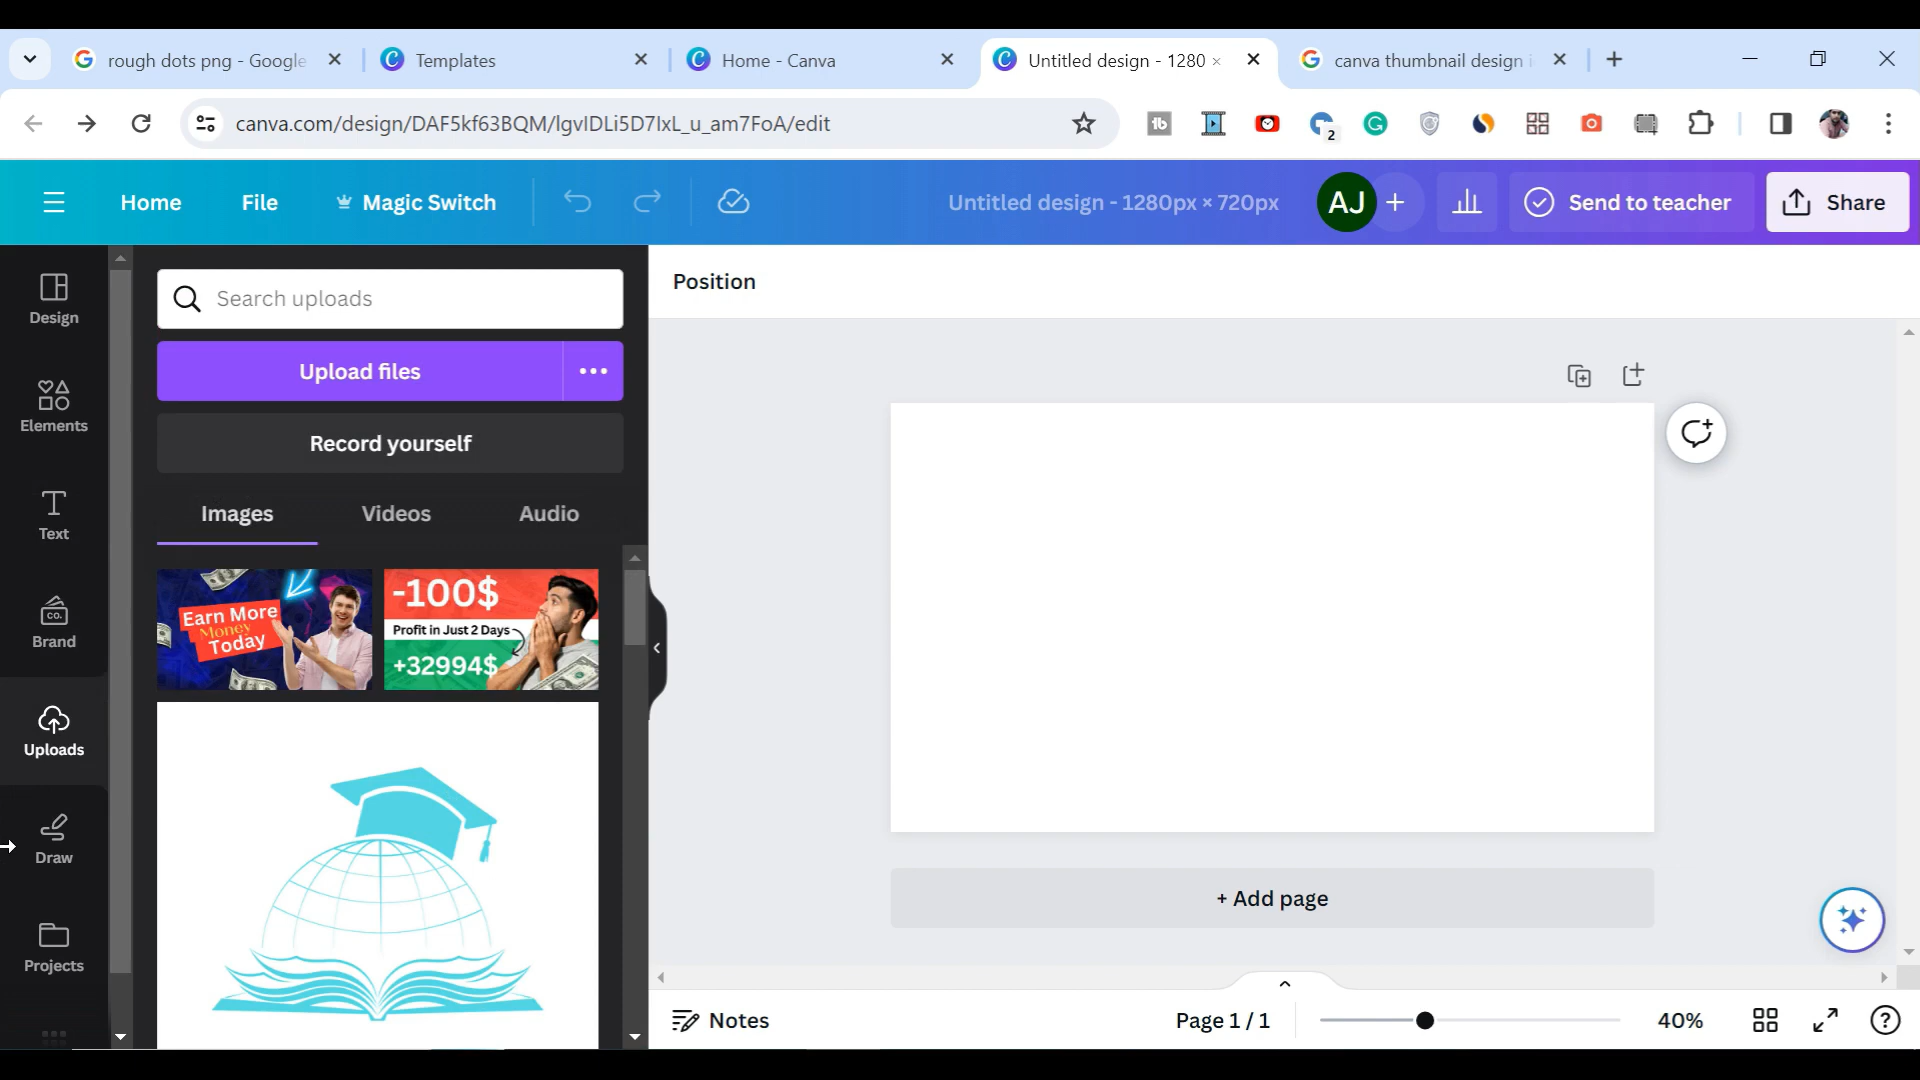 rough dots png - Google
Templates
Home - Canva
Untitled design - 1280
canva thumbnail design i
canva.com/design/DAF5kf63BQM/lgvIDLi5D7IxL_u_am7FoA/edit
2
Home
File
Magic Switch
Untitled design - 1280px × 720px
AJ
+
Send to teacher
Share
Design
Elements
Text
co.
Brand
Uploads
Draw
Projects
Search uploads
Upload files
Record yourself
Images
Videos
Audio
Earn More
Money
Today
-100$
Profit in Just 2 Days
+32994$
Position
+ Add page
Notes
Page 1 / 1
40%